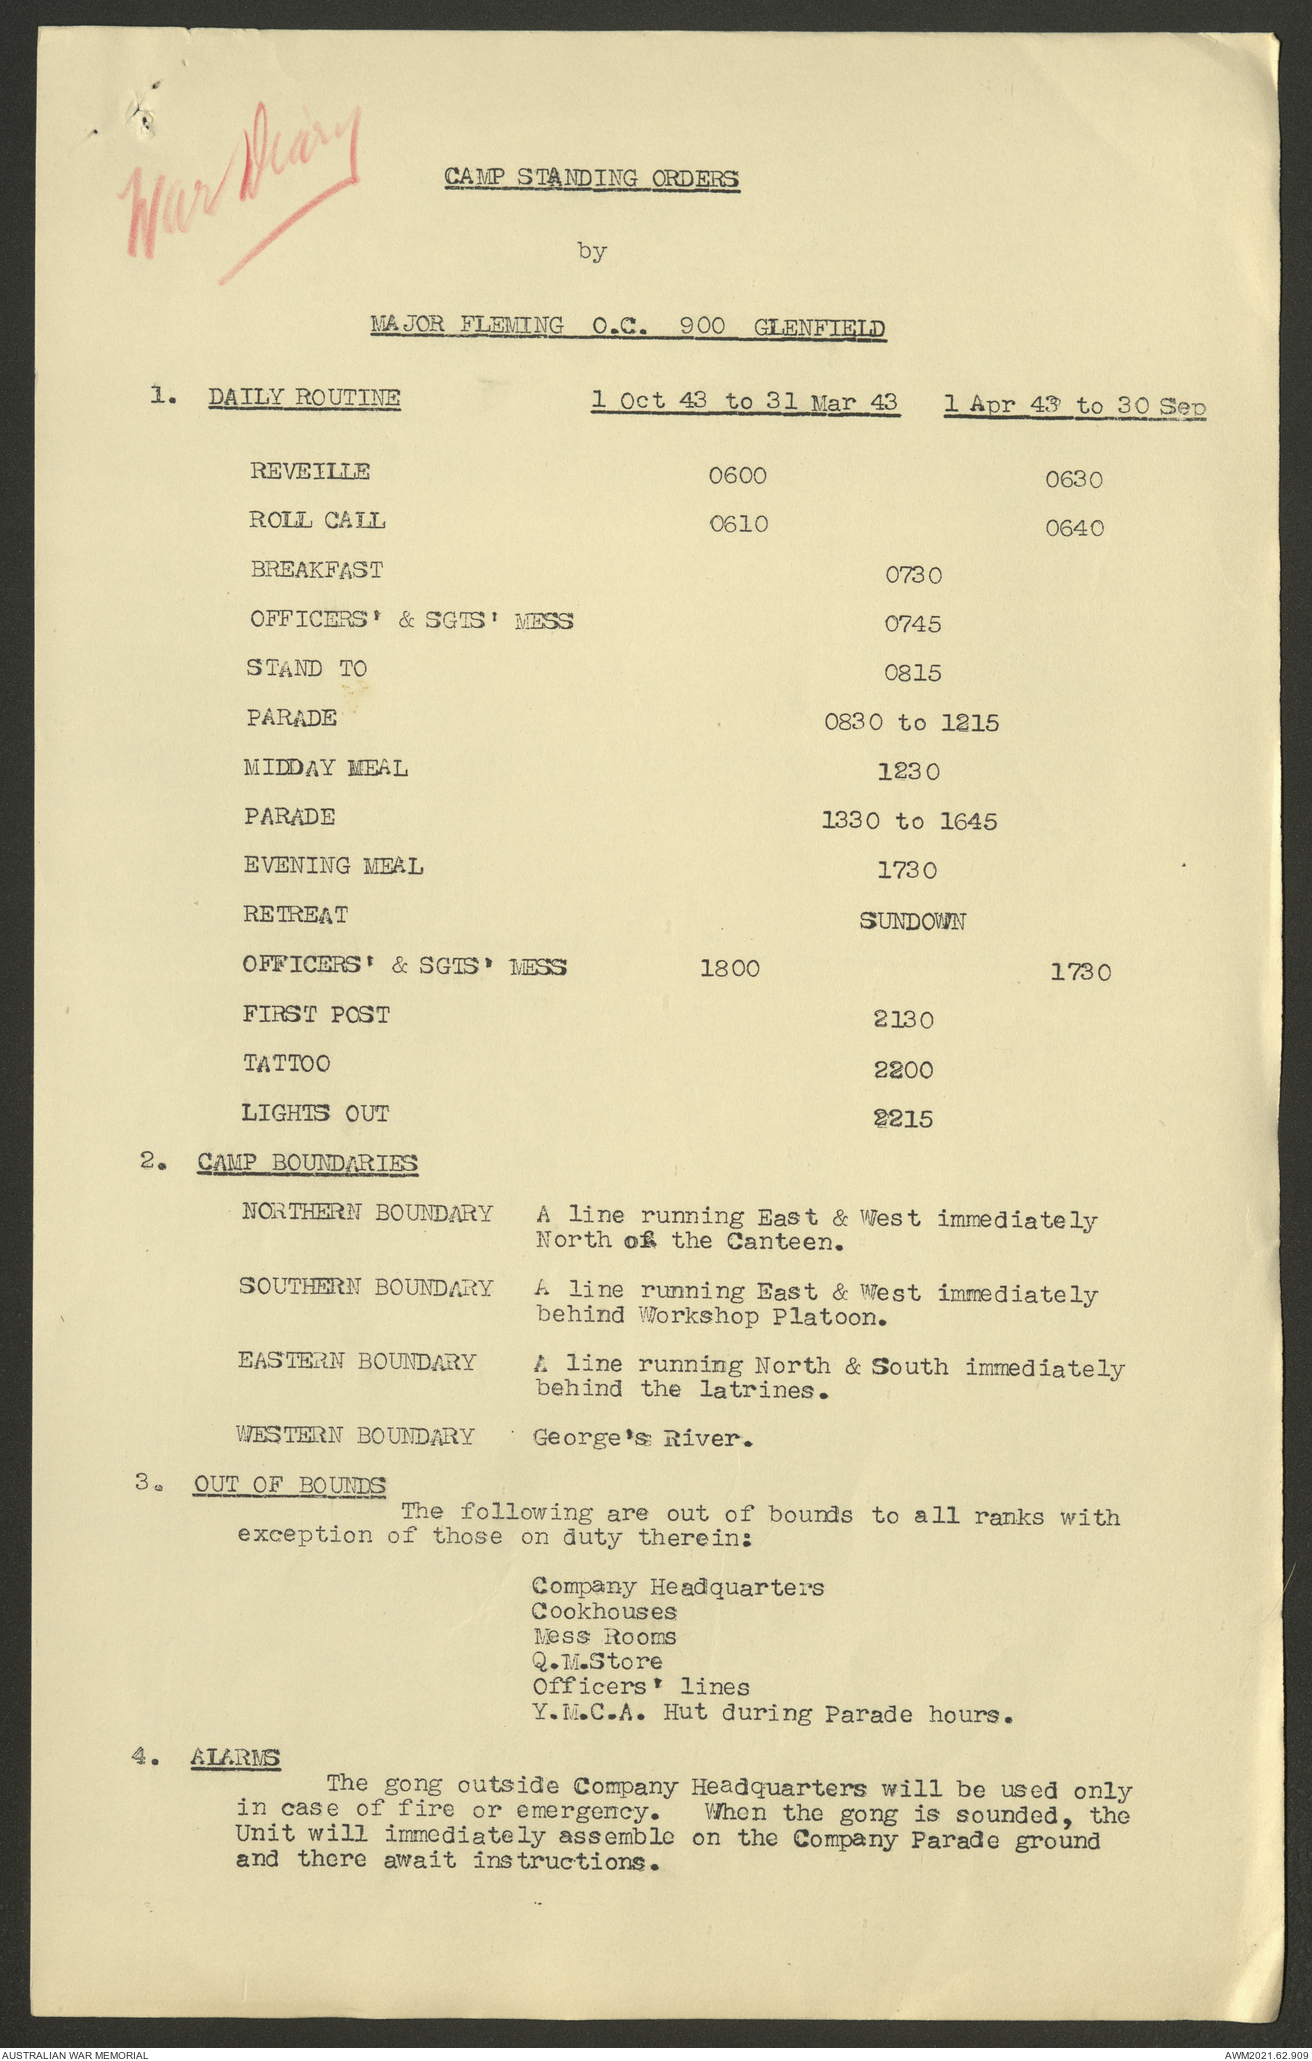 War Diary
CAMP STANDING ORDERS
by
MAJOR FLEMING O.C. 900 GLENFIELD
1. DAILY ROUTINE 1 Oct 43 to 31 Mar 43 1 Apr 43 to 30 Sep
REVEILLE 0600 0630
ROLL CALL 0610 0640
BREAKFAST 0730
OFFICERS' & SGTS' MESS 0745
STAND TO 0815
PARADE 0830 to 1215
MIDDAY MEAL 1230
PARADE 1330 to 1645
EVENING MEAL 1730
RETREAT SUNDOWN
OFFICERS' & SGTS' MESS 1800 1730
FIRST POST 2130
TATTOO 2200
LIGHTS OUT 2215
2. CAMP BOUNDARIES
NORTHERN BOUNDARY A line running East & West immediately
North of the Canteen.
SOUTHERN BOUNDARY A line running East & West immediately
behind Workshop Platoon.
EASTERN BOUNDARY A line running North & South immediately
behind the latrines.
WESTERN BOUNDARY George's River.
3. OUT OF BOUNDS
The following are out of bounds to all ranks with
exception of those on duty therein:
Company Headquarters
Cookhouses
Mess Rooms
Q.M.Store
Officers' lines
Y.M.C.A. Hut during Parade hours.
4. ALARMS
The gong outside Company Headquarters will be used only
in case of fire or emergency. When the gong is sounded, the
Unit will immediately assemble on the Company Parade ground
and there await instructions.
AUSTRALIAN WAR MEMORIAL AWM2021.62.909